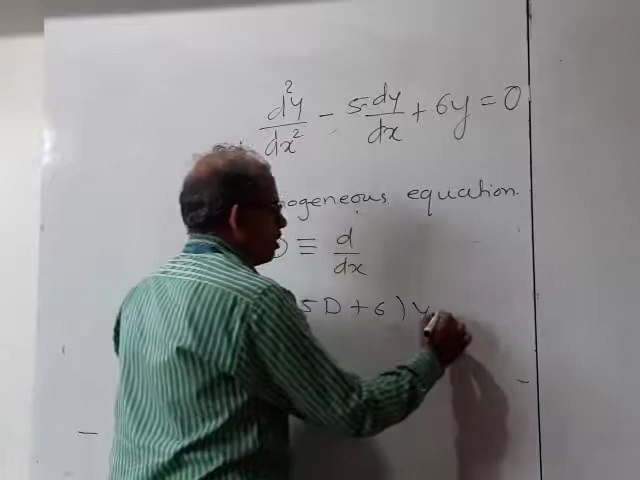 d²y/dx² - 5 dy/dx + 6y = 0
ogeneous equation.
D ≡ d/dx
5D + 6) y